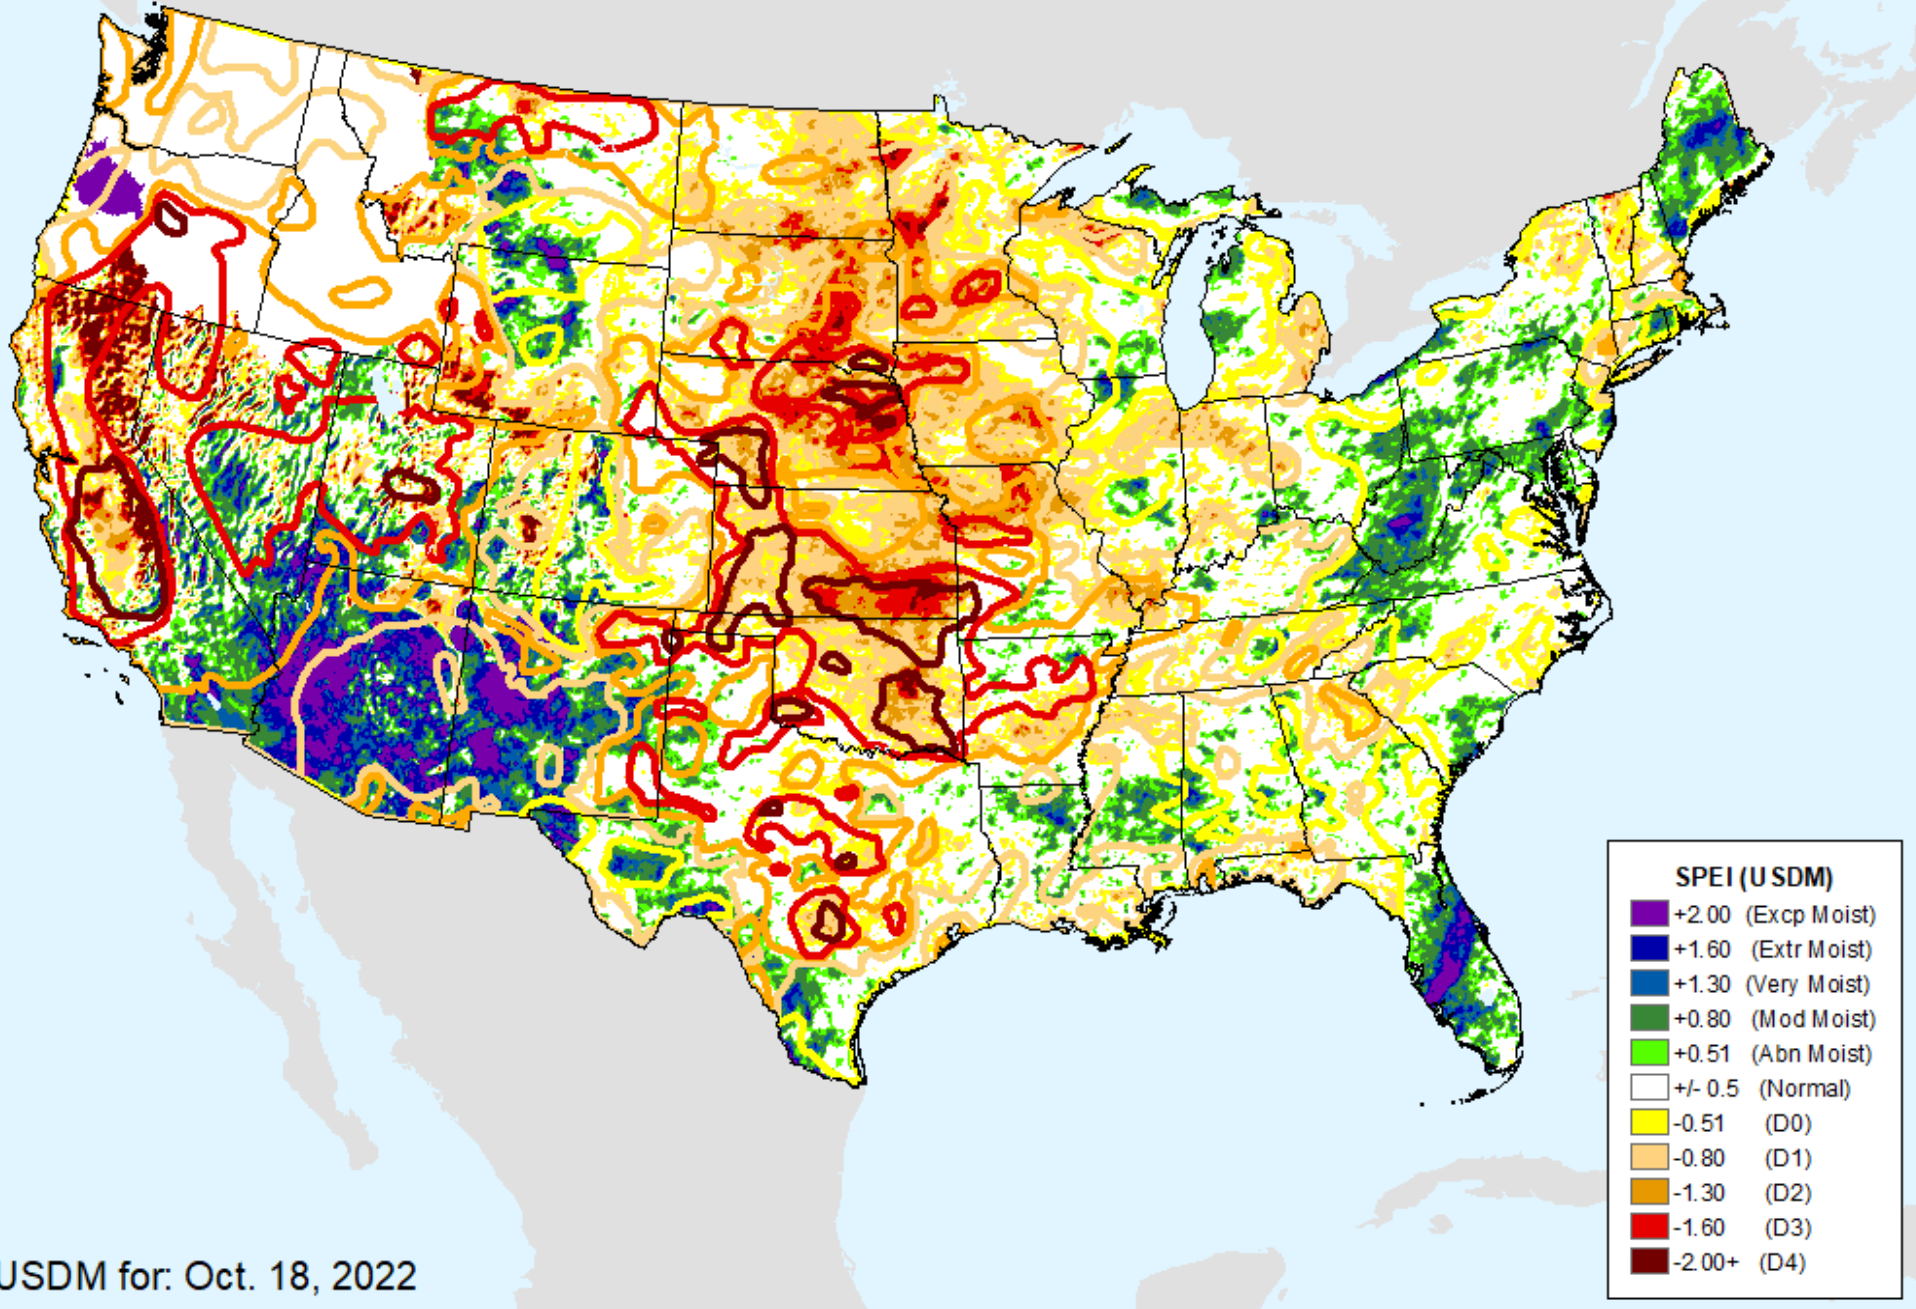 SPEI (USDM)
+2.00 (Excp Moist)
+1.60 (Extr Moist)
+1.30 (Very Moist)
+0.80 (Mod Moist)
+0.51 (Abn Moist)
+/- 0.5 (Normal)
-0.51 (D0)
-0.80 (D1)
-1.30 (D2)
-1.60 (D3)
-2.00+ (D4)
USDM for: Oct. 18, 2022